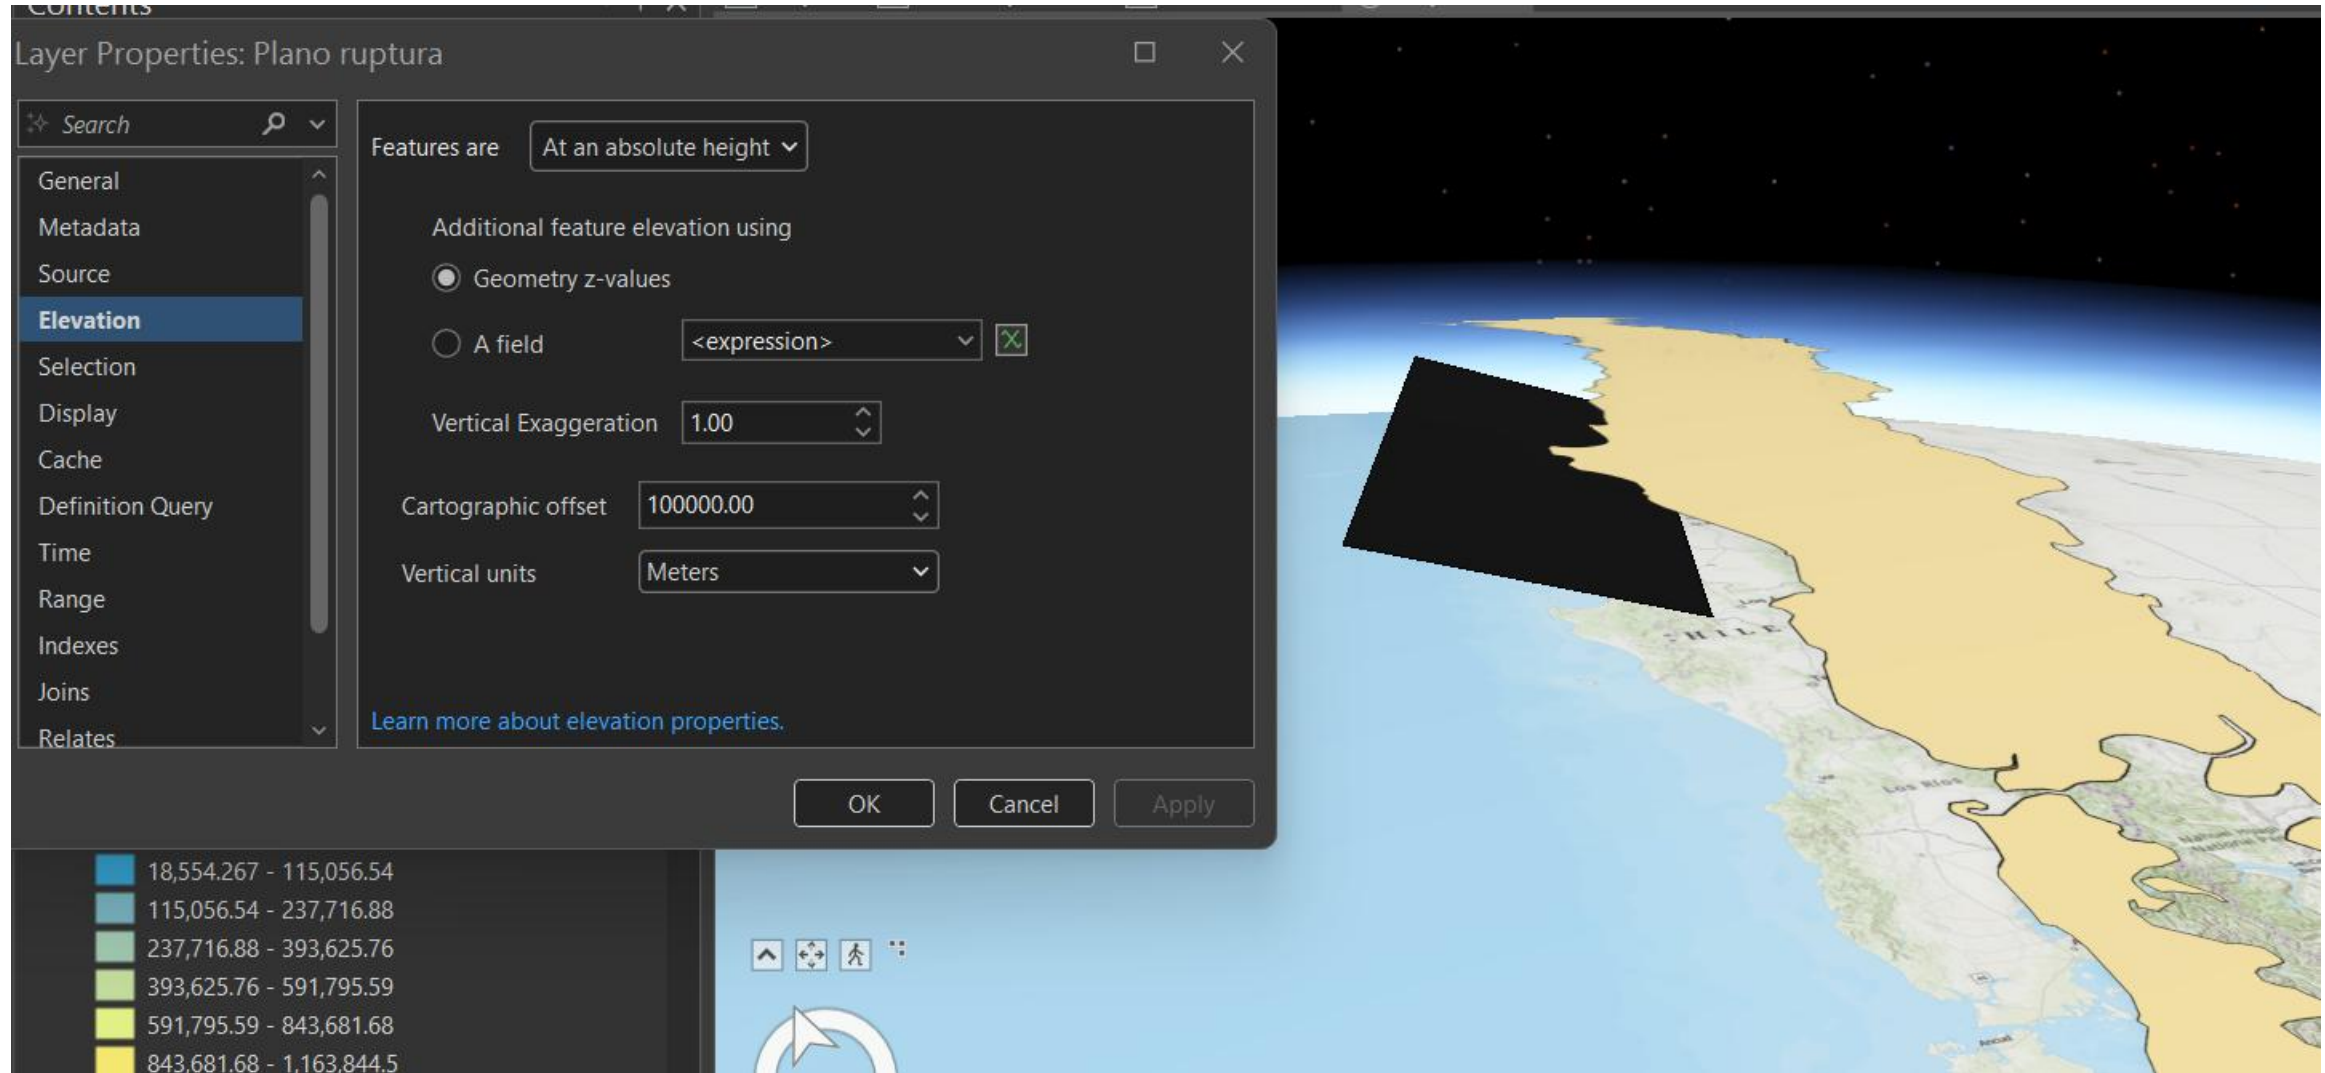 Contents
Layer Properties: Plano ruptura
Search
General
Metadata
Source
Elevation
Selection
Display
Cache
Definition Query
Time
Range
Indexes
Joins
Relates
Features are At an absolute height
Additional feature elevation using
Geometry z-values
A field <expression>
Vertical Exaggeration 1.00
Cartographic offset 100000.00
Vertical units Meters
Learn more about elevation properties.
OK Cancel Apply
18,554.267 - 115,056.54
115,056.54 - 237,716.88
237,716.88 - 393,625.76
393,625.76 - 591,795.59
591,795.59 - 843,681.68
843,681.68 - 1,163,844.5
Los Ríos